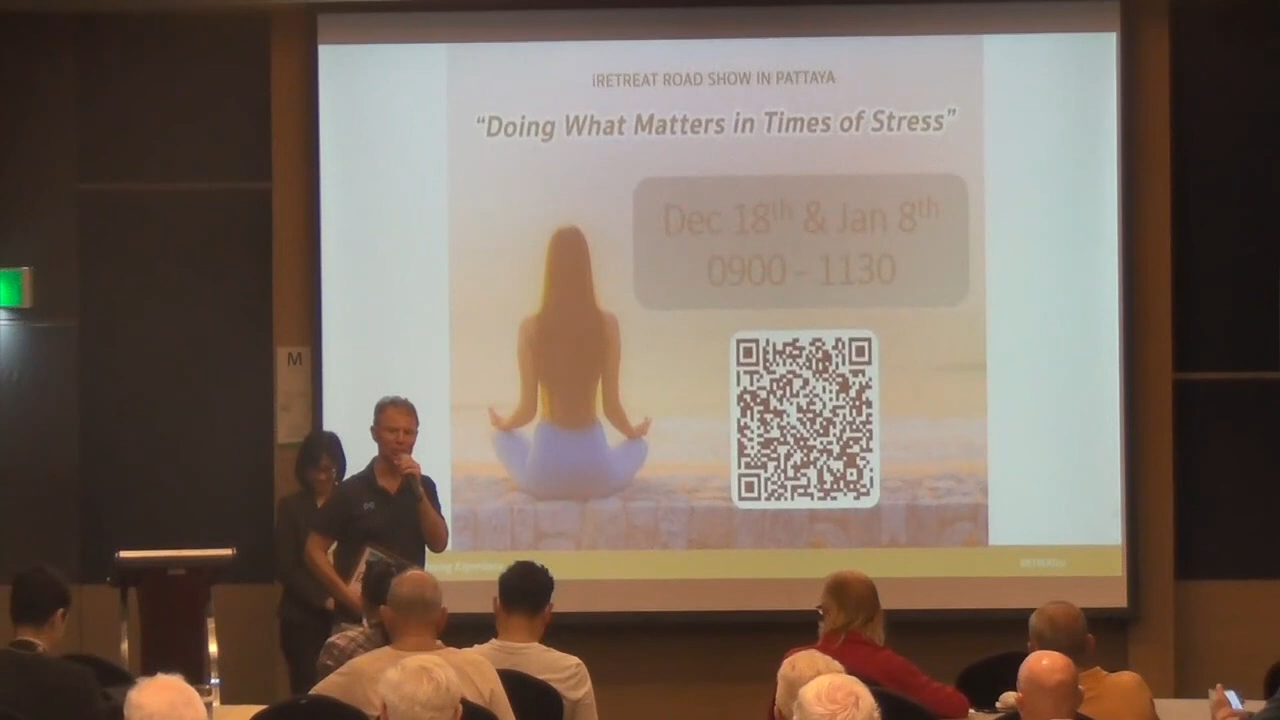 iRETREAT ROAD SHOW IN PATTAYA
“Doing What Matters in Times of Stress”
Dec 18th & Jan 8th
0900 - 1130
M